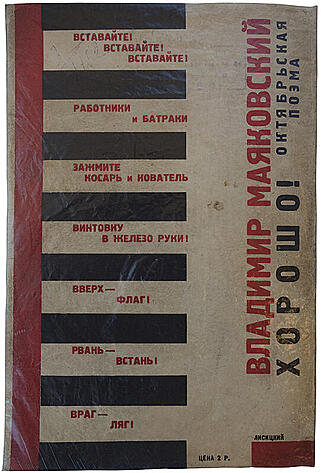 ВСТАВАЙТЕ!
ВСТАВАЙТЕ!
ВСТАВАЙТЕ!
РАБОТНИКИ
и БАТРАКИ
ЗАЖМИТЕ
КОСАРЬ и КОВАТЕЛЬ
ВИНТОВКУ
В ЖЕЛЕЗО РУКИ!
ВВЕРХ—
ФЛАГ!
РВАНЬ—
ВСТАНЬ!
ВРАГ—
ЛЯГ!
ВЛАДИМИР МАЯКОВСКИЙ
ХОРОШО!
ОКТЯБРЬСКАЯ
ПОЭМА
ЛИСИЦКИЙ
ЦЕНА 2 Р.